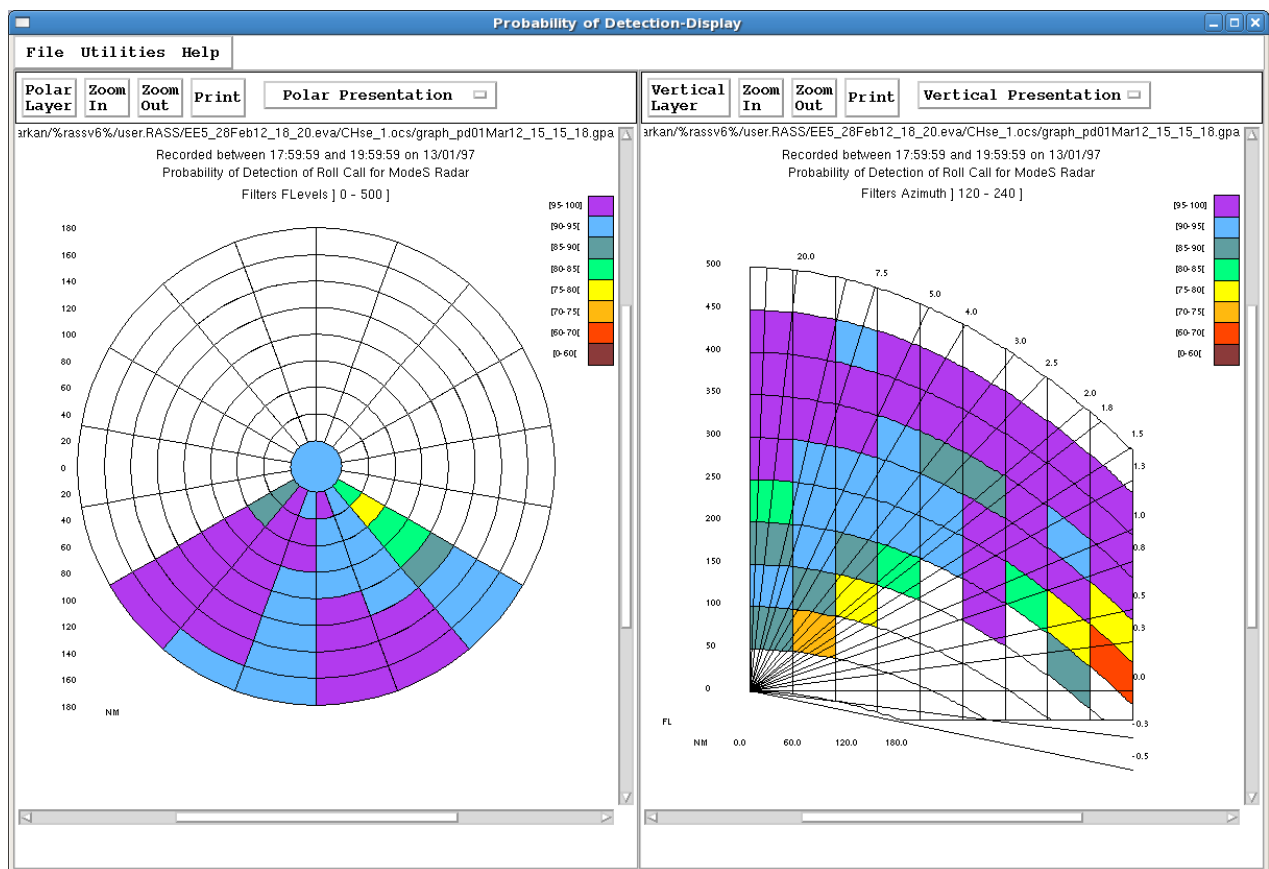 Probability of Detection-Display
File Utilities Help
Polar Layer
Zoom In
Zoom Out
Print
Polar Presentation
arkan/%rassv6%/user.RASS/EE5_28Feb12_18_20.eva/CHse_1.ocs/graph_pd01Mar12_15_15_18.gpa
Recorded between 17:59:59 and 19:59:59 on 13/01/97
Probability of Detection of Roll Call for ModeS Radar
Filters FLevels ] 0 - 500 ]
[95-100]
[90-95[
[85-90[
[80-85[
[75-80[
[70-75[
[60-70[
[0-60[
180
160
140
120
100
80
60
40
20
0
20
40
60
80
100
120
140
160
180
NM
Vertical Layer
Zoom In
Zoom Out
Print
Vertical Presentation
arkan/%rassv6%/user.RASS/EE5_28Feb12_18_20.eva/CHse_1.ocs/graph_pd01Mar12_15_15_18.gpa
Recorded between 17:59:59 and 19:59:59 on 13/01/97
Probability of Detection of Roll Call for ModeS Radar
Filters Azimuth ] 120 - 240 ]
[95-100]
[90-95[
[85-90[
[80-85[
[75-80[
[70-75[
[60-70[
[0-60[
500
450
400
350
300
250
200
150
100
50
0
FL
NM 0.0 60.0 120.0 180.0
20.0
7.5
5.0
4.0
3.0
2.5
2.0
1.8
1.5
1.3
1.0
0.8
0.5
0.3
0.0
-0.3
-0.5